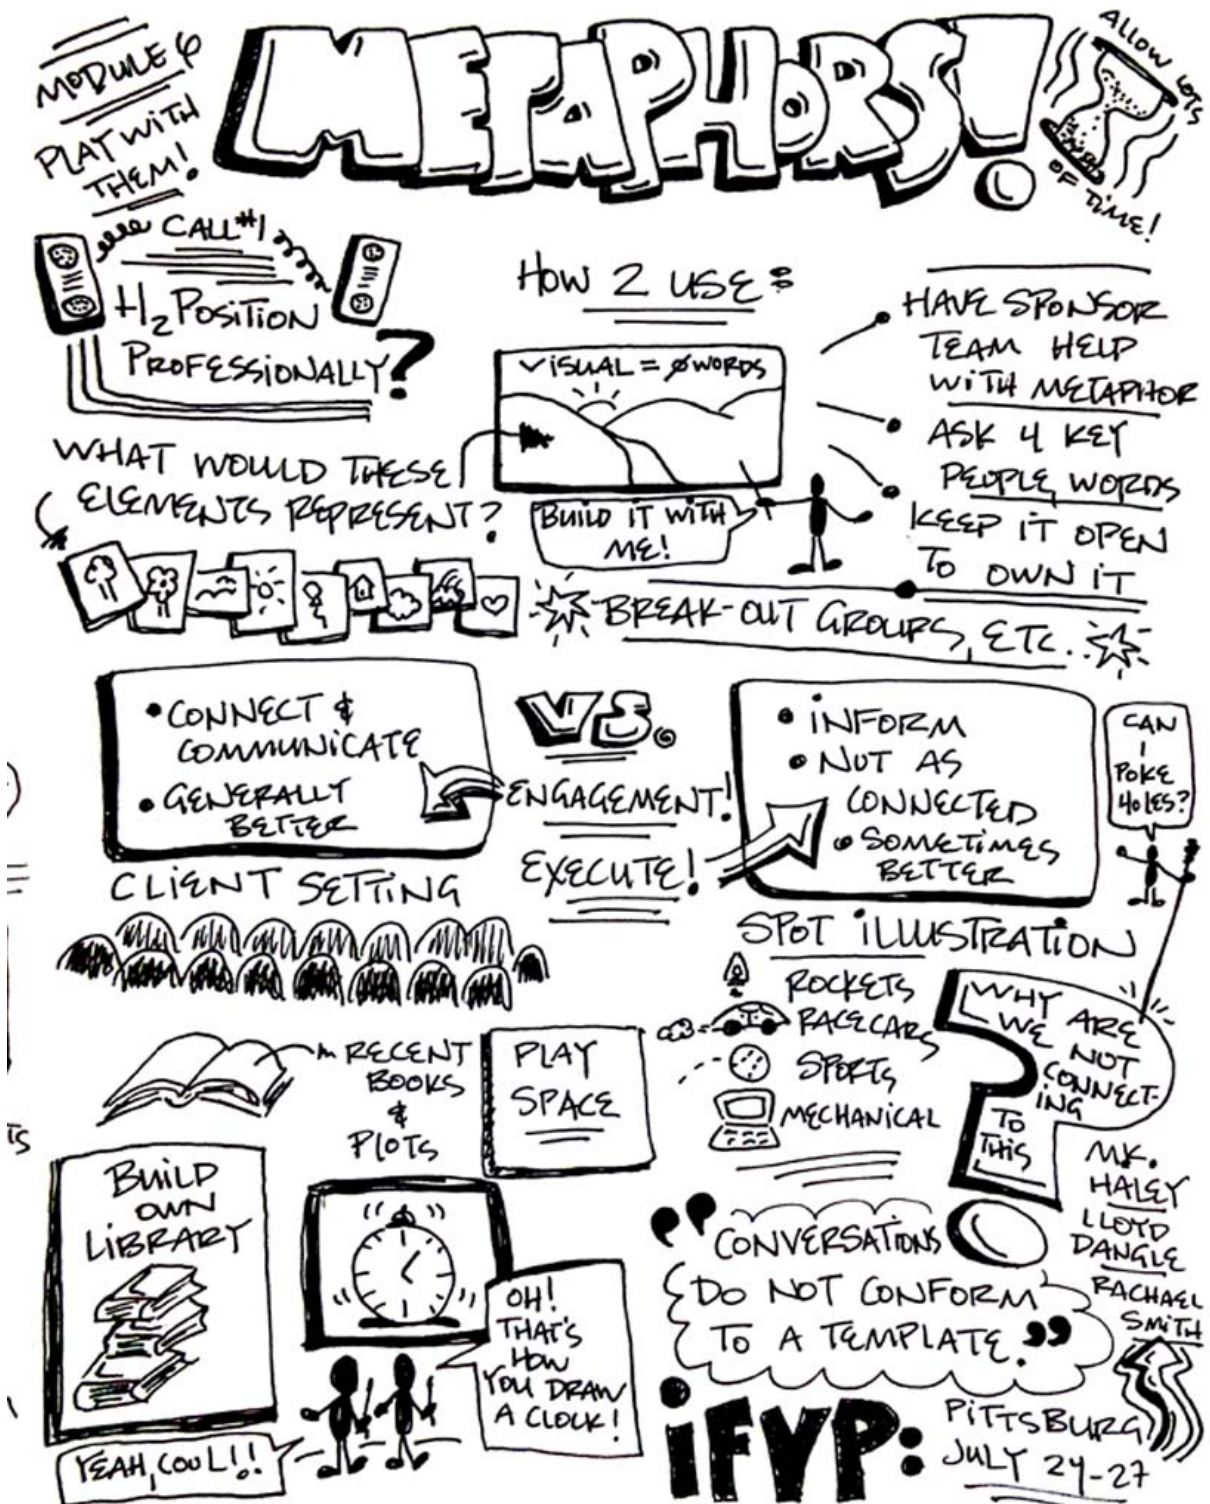 MODULE 6
PLAY WITH
THEM!
METAPHORS!
ALLOW LOTS
OF TIME!
CALL #1
H2 POSITION
PROFESSIONALLY?
HOW 2 USE:
VISUAL = ØWORDS
BUILD IT WITH
ME!
HAVE SPONSOR
TEAM HELP
WITH METAPHOR
ASK 4 KEY
PEOPLE, WORDS
KEEP IT OPEN
TO OWN IT
WHAT WOULD THESE
ELEMENTS REPRESENT?
BREAK-OUT GROUPS, ETC..
• CONNECT &
COMMUNICATE
• GENERALLY
BETTER
CLIENT SETTING
VS.
ENGAGEMENT!
EXECUTE!
• INFORM
• NOT AS
CONNECTED
• SOMETIMES
BETTER
CAN
I
POKE
HOLES?
SPOT ILLUSTRATION
ROCKETS
RACECARS
SPORTS
MECHANICAL
WHY ARE
WE NOT
CONNECT-
ING
TO
THIS
RECENT
BOOKS
&
PLOTS
PLAY
SPACE
BUILD
OWN
LIBRARY
OH!
THAT'S
HOW
YOU DRAW
A CLOCK!
YEAH, COOL!!
"CONVERSATIONS
DO NOT CONFORM
TO A TEMPLATE."
MK.
HALEY
LLOYD
DANGLE
RACHAEL
SMITH
iFVP:
PITTSBURG
JULY 24-27
TS